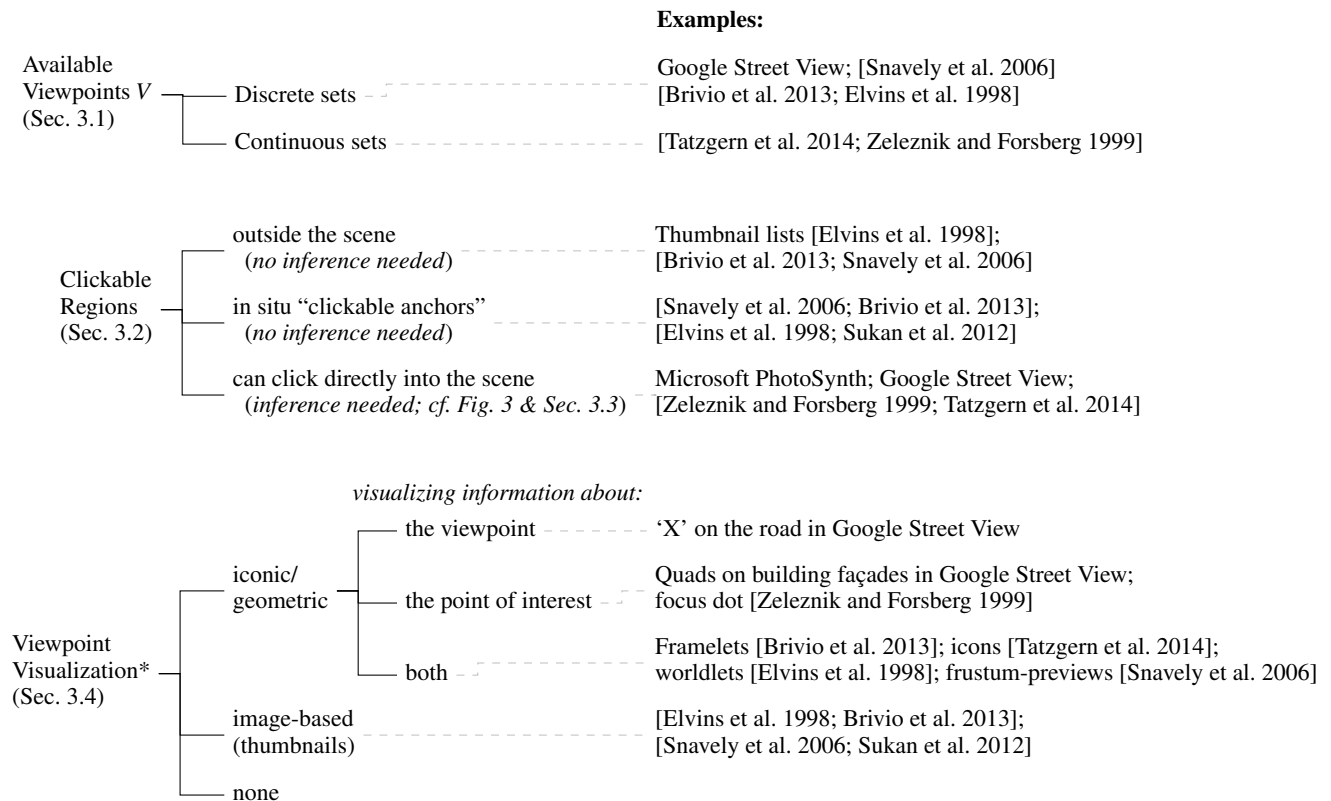 Examples:
Available
Viewpoints V
(Sec. 3.1)
Discrete sets
Google Street View; [Snavely et al. 2006]
[Brivio et al. 2013; Elvins et al. 1998]
Continuous sets
[Tatzgern et al. 2014; Zeleznik and Forsberg 1999]
Clickable
Regions
(Sec. 3.2)
outside the scene
(no inference needed)
Thumbnail lists [Elvins et al. 1998];
[Brivio et al. 2013; Snavely et al. 2006]
in situ “clickable anchors”
(no inference needed)
[Snavely et al. 2006; Brivio et al. 2013];
[Elvins et al. 1998; Sukan et al. 2012]
can click directly into the scene
(inference needed; cf. Fig. 3 & Sec. 3.3)
Microsoft PhotoSynth; Google Street View;
[Zeleznik and Forsberg 1999; Tatzgern et al. 2014]
Viewpoint
Visualization*
(Sec. 3.4)
iconic/
geometric
visualizing information about:
the viewpoint
‘X’ on the road in Google Street View
the point of interest
Quads on building façades in Google Street View;
focus dot [Zeleznik and Forsberg 1999]
both
Framelets [Brivio et al. 2013]; icons [Tatzgern et al. 2014];
worldlets [Elvins et al. 1998]; frustum-previews [Snavely et al. 2006]
image-based
(thumbnails)
[Elvins et al. 1998; Brivio et al. 2013];
[Snavely et al. 2006; Sukan et al. 2012]
none